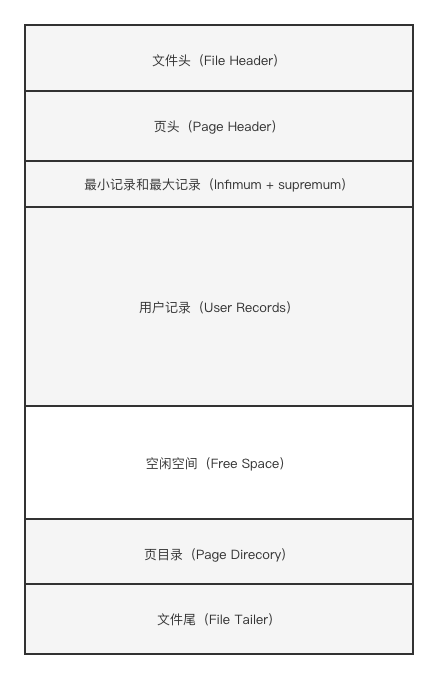 文件头（File Header）
页头（Page Header）
最小记录和最大记录（Infimum + supremum）
用户记录（User Records）
空闲空间（Free Space）
页目录（Page Direcory）
文件尾（File Tailer）